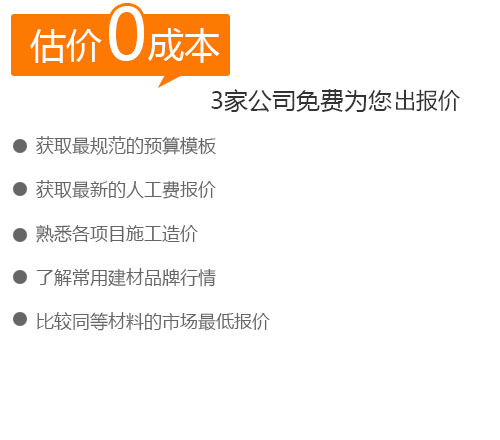 估价0成本
3家公司免费为您出报价
获取最规范的预算模板
获取最新的人工费报价
熟悉各项目施工造价
了解常用建材品牌行情
比较同等材料的市场最低报价